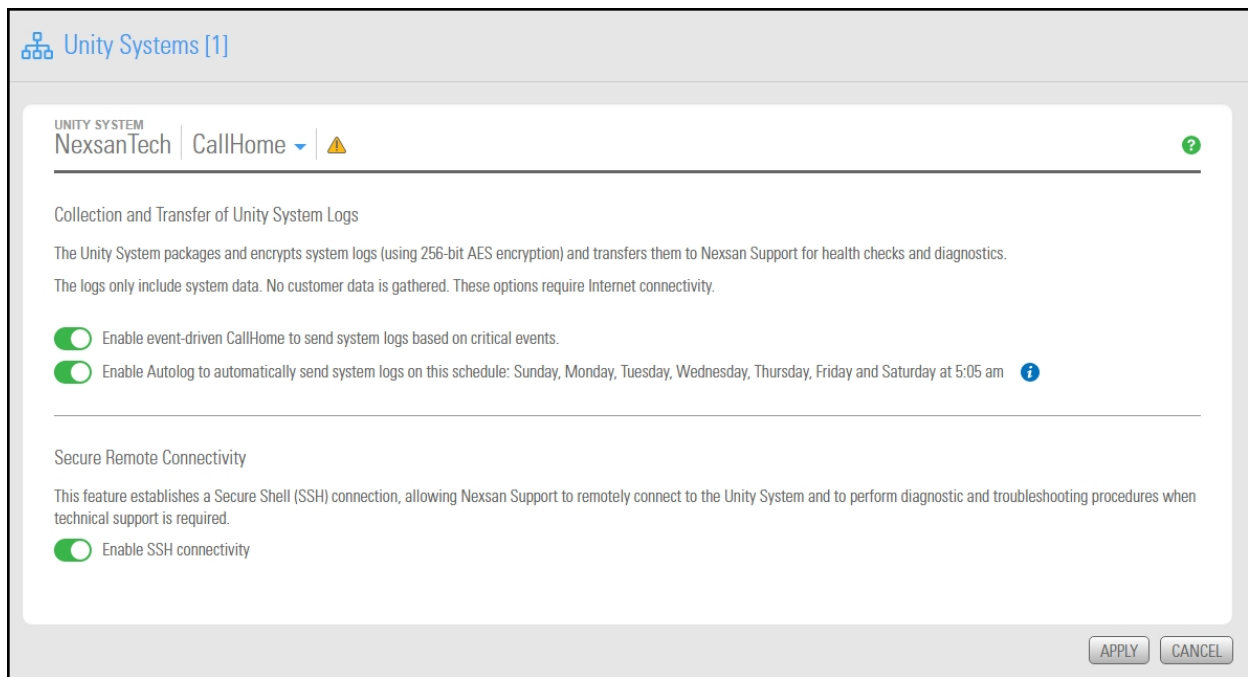 Unity Systems [1]
UNITY SYSTEM
NexsanTech CallHome
Collection and Transfer of Unity System Logs
The Unity System packages and encrypts system logs (using 256-bit AES encryption) and transfers them to Nexsan Support for health checks and diagnostics.
The logs only include system data. No customer data is gathered. These options require Internet connectivity.
Enable event-driven CallHome to send system logs based on critical events.
Enable Autolog to automatically send system logs on this schedule: Sunday, Monday, Tuesday, Wednesday, Thursday, Friday and Saturday at 5:05 am
Secure Remote Connectivity
This feature establishes a Secure Shell (SSH) connection, allowing Nexsan Support to remotely connect to the Unity System and to perform diagnostic and troubleshooting procedures when
technical support is required.
Enable SSH connectivity
APPLY CANCEL